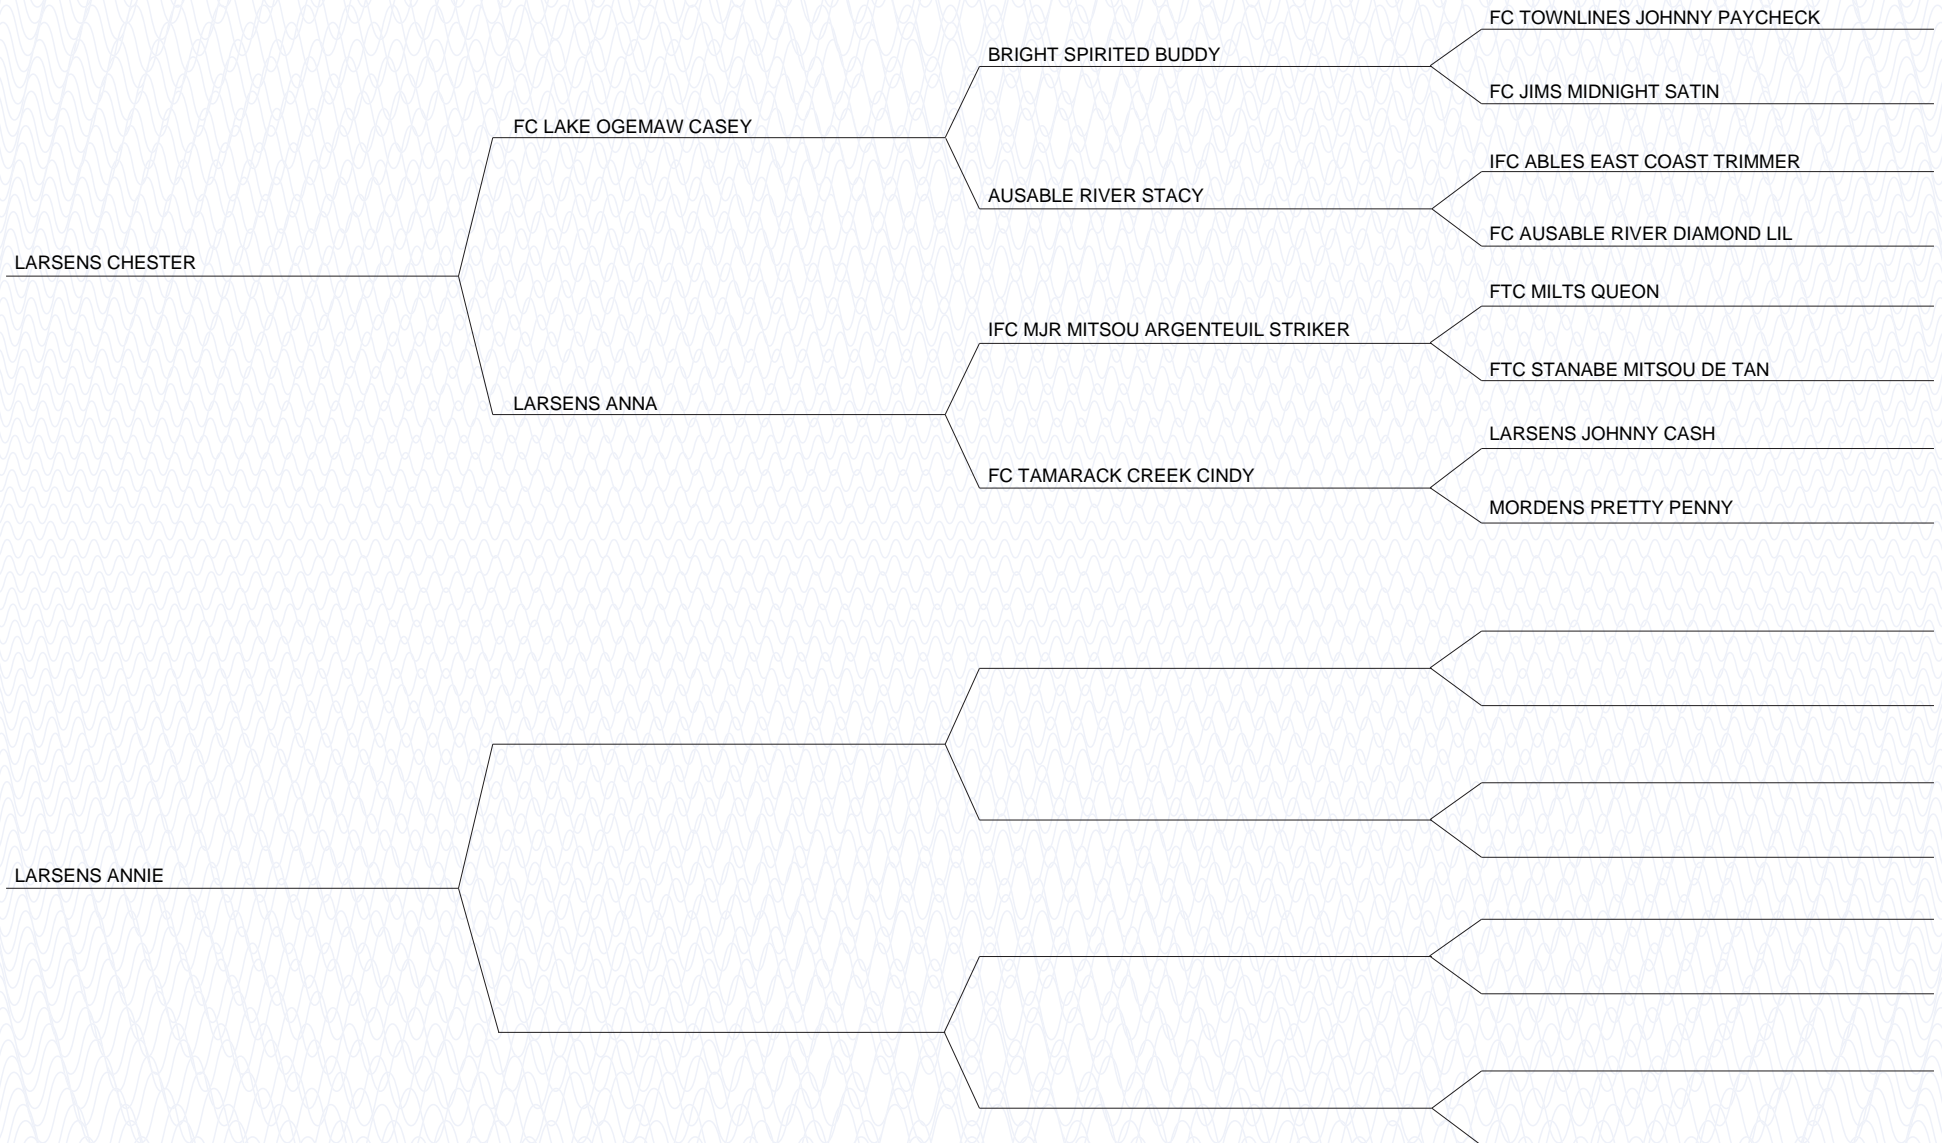 FC TOWNLINES JOHNNY PAYCHECK
BRIGHT SPIRITED BUDDY
FC JIMS MIDNIGHT SATIN
FC LAKE OGEMAW CASEY
IFC ABLES EAST COAST TRIMMER
AUSABLE RIVER STACY
FC AUSABLE RIVER DIAMOND LIL
LARSENS CHESTER
FTC MILTS QUEON
IFC MJR MITSOU ARGENTEUIL STRIKER
FTC STANABE MITSOU DE TAN
LARSENS ANNA
LARSENS JOHNNY CASH
FC TAMARACK CREEK CINDY
MORDENS PRETTY PENNY
LARSENS ANNIE